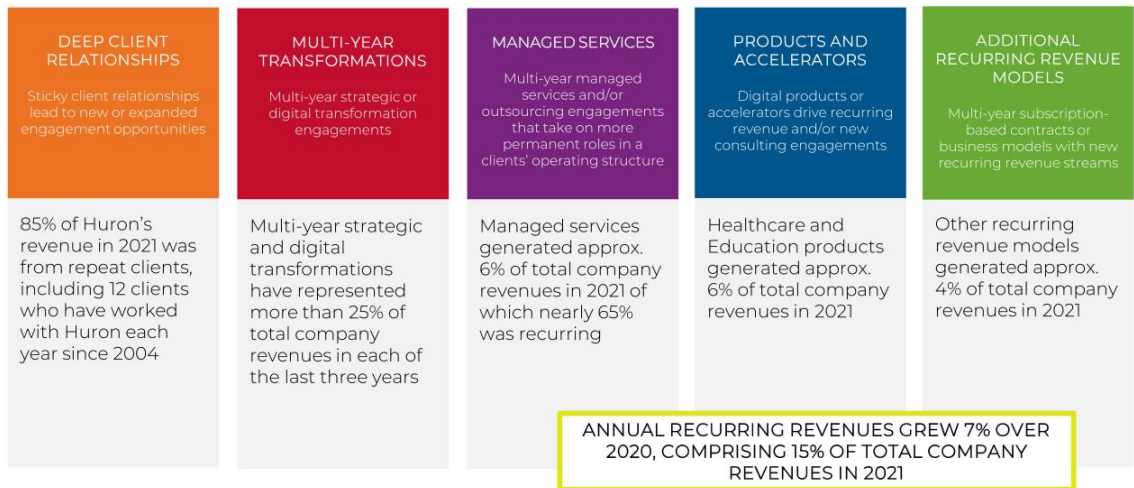 DEEP CLIENT
RELATIONSHIPS
Sticky client relationships
lead to new or expanded
engagement opportunities
85% of Huron's
revenue in 2021 was
from repeat clients,
including 12 clients
who have worked
with Huron each
year since 2004
MULTI-YEAR
TRANSFORMATIONS
Multi-year strategic or
digital transformation
engagements
Multi-year strategic
and digital
transformations
have represented
more than 25% of
total company
revenues in each of
the last three years
MANAGED SERVICES
Multi-year managed
services and/or
outsourcing engagements
that take on more
permanent roles in a
clients' operating structure
Managed services
generated approx.
6% of total company
revenues in 2021 of
which nearly 65%
was recurring
PRODUCTS AND
ACCELERATORS
Digital products or
accelerators drive recurring
revenue and/or new
consulting engagements
Healthcare and
Education products
generated approx.
6% of total company
revenues in 2021
ADDITIONAL
RECURRING REVENUE
MODELS
Multi-year subscription-
based contracts or
business models with new
recurring revenue streams
Other recurring
revenue models
generated approx.
4% of total company
revenues in 2021
ANNUAL RECURRING REVENUES GREW 7% OVER
2020, COMPRISING 15% OF TOTAL COMPANY
REVENUES IN 2021